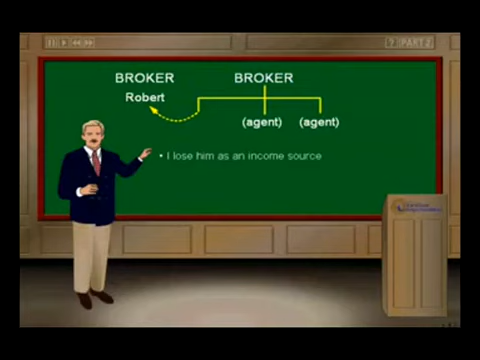 ? PART 2
BROKER BROKER
Robert
(agent) (agent)
• I lose him as an income source